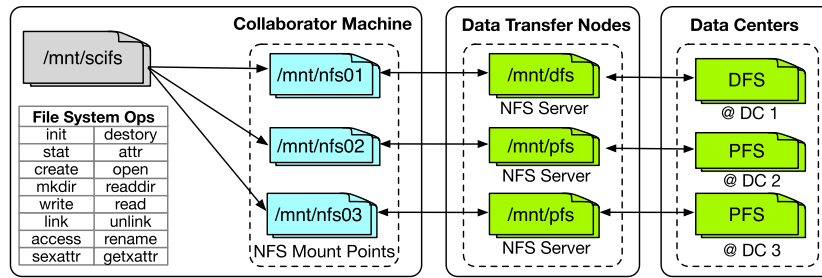 Collaborator Machine
/mnt/scifs
/mnt/nfs01
/mnt/nfs02
/mnt/nfs03
NFS Mount Points
File System Ops
init destory
stat attr
create open
mkdir readdir
write read
link unlink
access rename
sexattr getxattr
Data Transfer Nodes
/mnt/dfs
NFS Server
/mnt/pfs
NFS Server
/mnt/pfs
NFS Server
Data Centers
DFS
@ DC 1
PFS
@ DC 2
PFS
@ DC 3